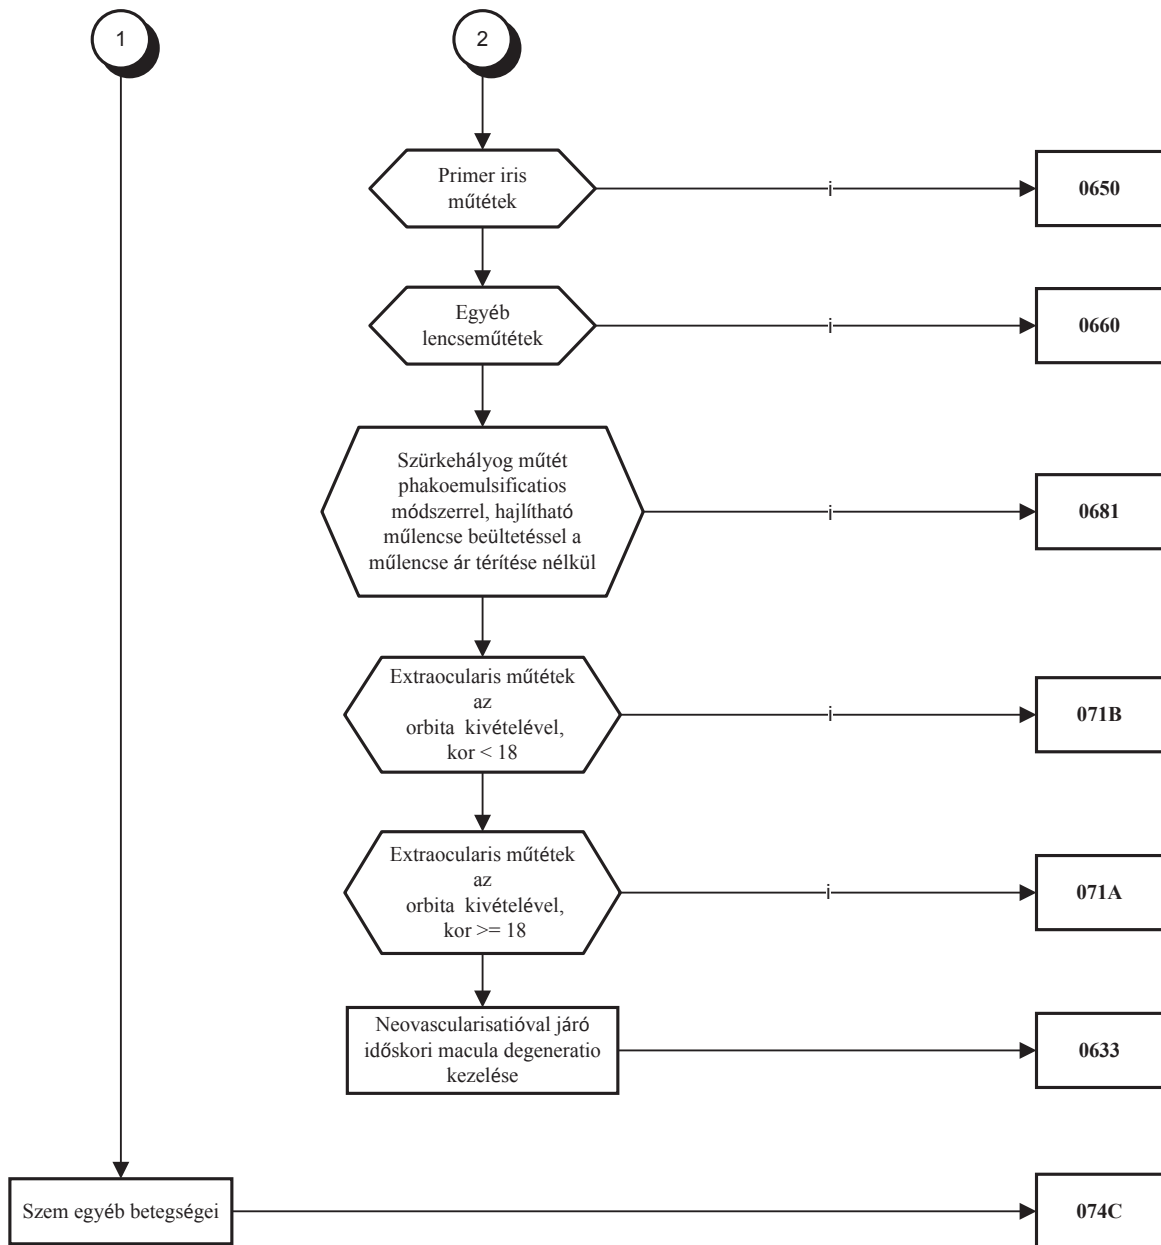 1
2
Primer iris
műtétek
i
0650
Egyéb
lencseműtétek
i
0660
Szürkehályog műtét
phakoemulsificatios
módszerrel, hajlítható
műlencse beültetéssel a
műlencse ár térítése nélkül
i
0681
Extraocularis műtétek
az
orbita kivételével,
kor < 18
i
071B
Extraocularis műtétek
az
orbita kivételével,
kor >= 18
i
071A
Neovascularisatióval járó
időskori macula degeneratio
kezelése
0633
Szem egyéb betegségei
074C